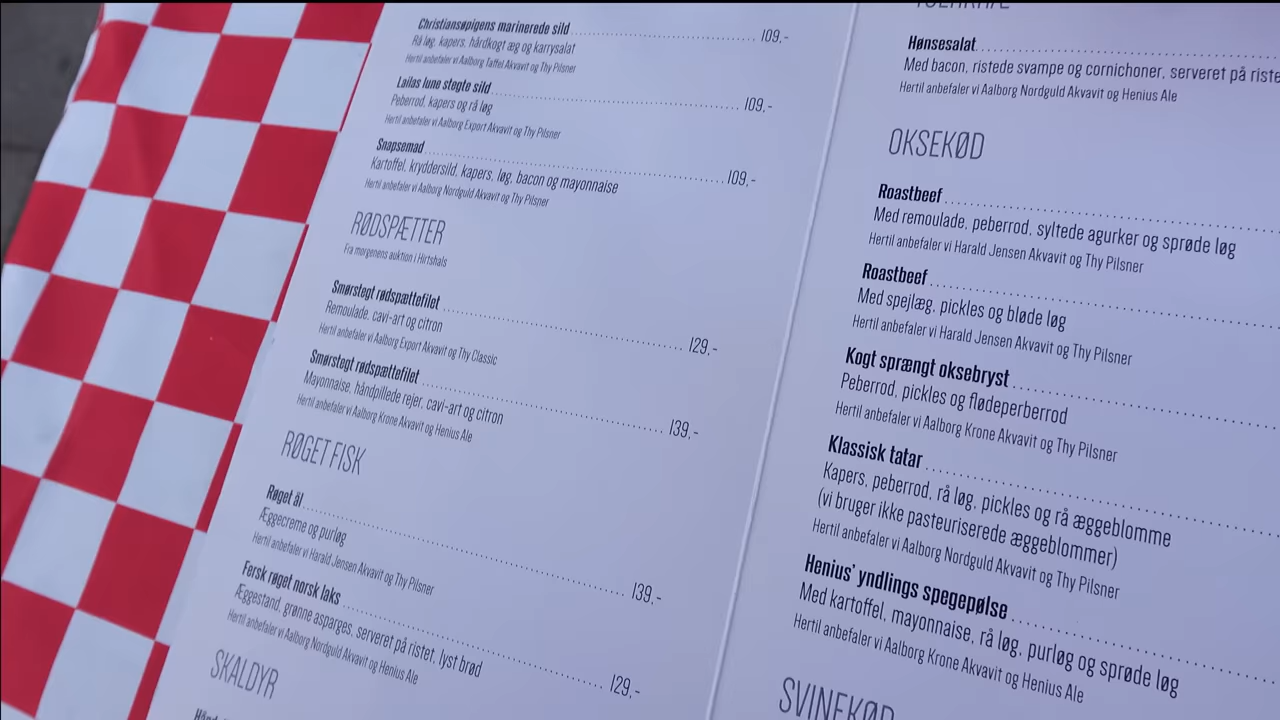 Christiansøpigens marinerede sild 109,-
Rå løg, kapers, hårdkogt æg og karrysalat
Hertil anbefaler vi Aalborg Taffel Akvavit og Thy Pilsner
Lailas lune stegte sild 109,-
Peberrod, kapers og rå løg
Hertil anbefaler vi Aalborg Export Akvavit og Thy Pilsner
Snapsemad 109,-
Kartoffel, kryddersild, kapers, løg, bacon og mayonnaise
Hertil anbefaler vi Aalborg Nordguld Akvavit og Thy Pilsner
RØDSPÆTTER
Fra morgenens auktion i Hirtshals
Smørstegt rødspættefilet 129,-
Remoulade, cavi-art og citron
Hertil anbefaler vi Aalborg Export Akvavit og Thy Classic
Smørstegt rødspættefilet 139,-
Mayonnaise, håndpillede rejer, cavi-art og citron
Hertil anbefaler vi Aalborg Krone Akvavit og Henius Ale
RØGET FISK
Røget ål 139,-
Æggecreme og purløg
Hertil anbefaler vi Harald Jensen Akvavit og Thy Pilsner
Fersk røget norsk laks 129,-
Æggestand, grønne asparges, serveret på ristet, lyst brød
Hertil anbefaler vi Aalborg Nordguld Akvavit og Henius Ale
SKALDYR
Hønsesalat
Med bacon, ristede svampe og cornichoner, serveret på riste
Hertil anbefaler vi Aalborg Nordguld Akvavit og Henius Ale
OKSEKØD
Roastbeef
Med remoulade, peberrod, syltede agurker og sprøde løg
Hertil anbefaler vi Harald Jensen Akvavit og Thy Pilsner
Roastbeef
Med spejlæg, pickles og bløde løg
Hertil anbefaler vi Harald Jensen Akvavit og Thy Pilsner
Kogt sprængt oksebryst
Peberrod, pickles og flødeperberrod
Hertil anbefaler vi Aalborg Krone Akvavit og Thy Pilsner
Klassisk tatar
Kapers, peberrod, rå løg, pickles og rå æggeblomme
(vi bruger ikke pasteuriserede æggeblommer)
Hertil anbefaler vi Aalborg Nordguld Akvavit og Thy Pilsner
Henius' yndlings spegepølse
Med kartoffel, mayonnaise, rå løg, purløg og sprøde løg
Hertil anbefaler vi Aalborg Krone Akvavit og Henius Ale
SVINEKØD